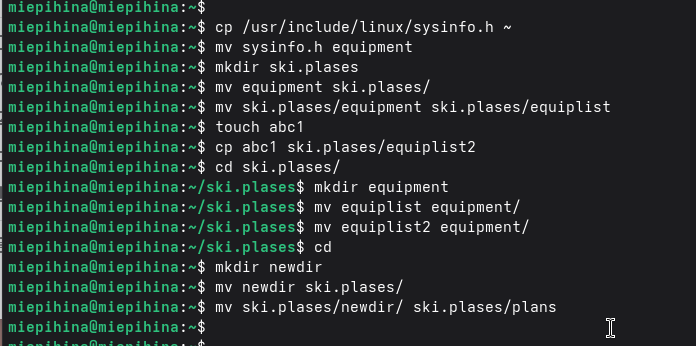 miepihina@miepihina:~$
miepihina@miepihina:~$ cp /usr/include/linux/sysinfo.h ~
miepihina@miepihina:~$ mv sysinfo.h equipment
miepihina@miepihina:~$ mkdir ski.plases
miepihina@miepihina:~$ mv equipment ski.plases/
miepihina@miepihina:~$ mv ski.plases/equipment ski.plases/equiplist
miepihina@miepihina:~$ touch abc1
miepihina@miepihina:~$ cp abc1 ski.plases/equiplist2
miepihina@miepihina:~$ cd ski.plases/
miepihina@miepihina:~/ski.plases$ mkdir equipment
miepihina@miepihina:~/ski.plases$ mv equiplist equipment/
miepihina@miepihina:~/ski.plases$ mv equiplist2 equipment/
miepihina@miepihina:~/ski.plases$ cd
miepihina@miepihina:~$ mkdir newdir
miepihina@miepihina:~$ mv newdir ski.plases/
miepihina@miepihina:~$ mv ski.plases/newdir/ ski.plases/plans
miepihina@miepihina:~$